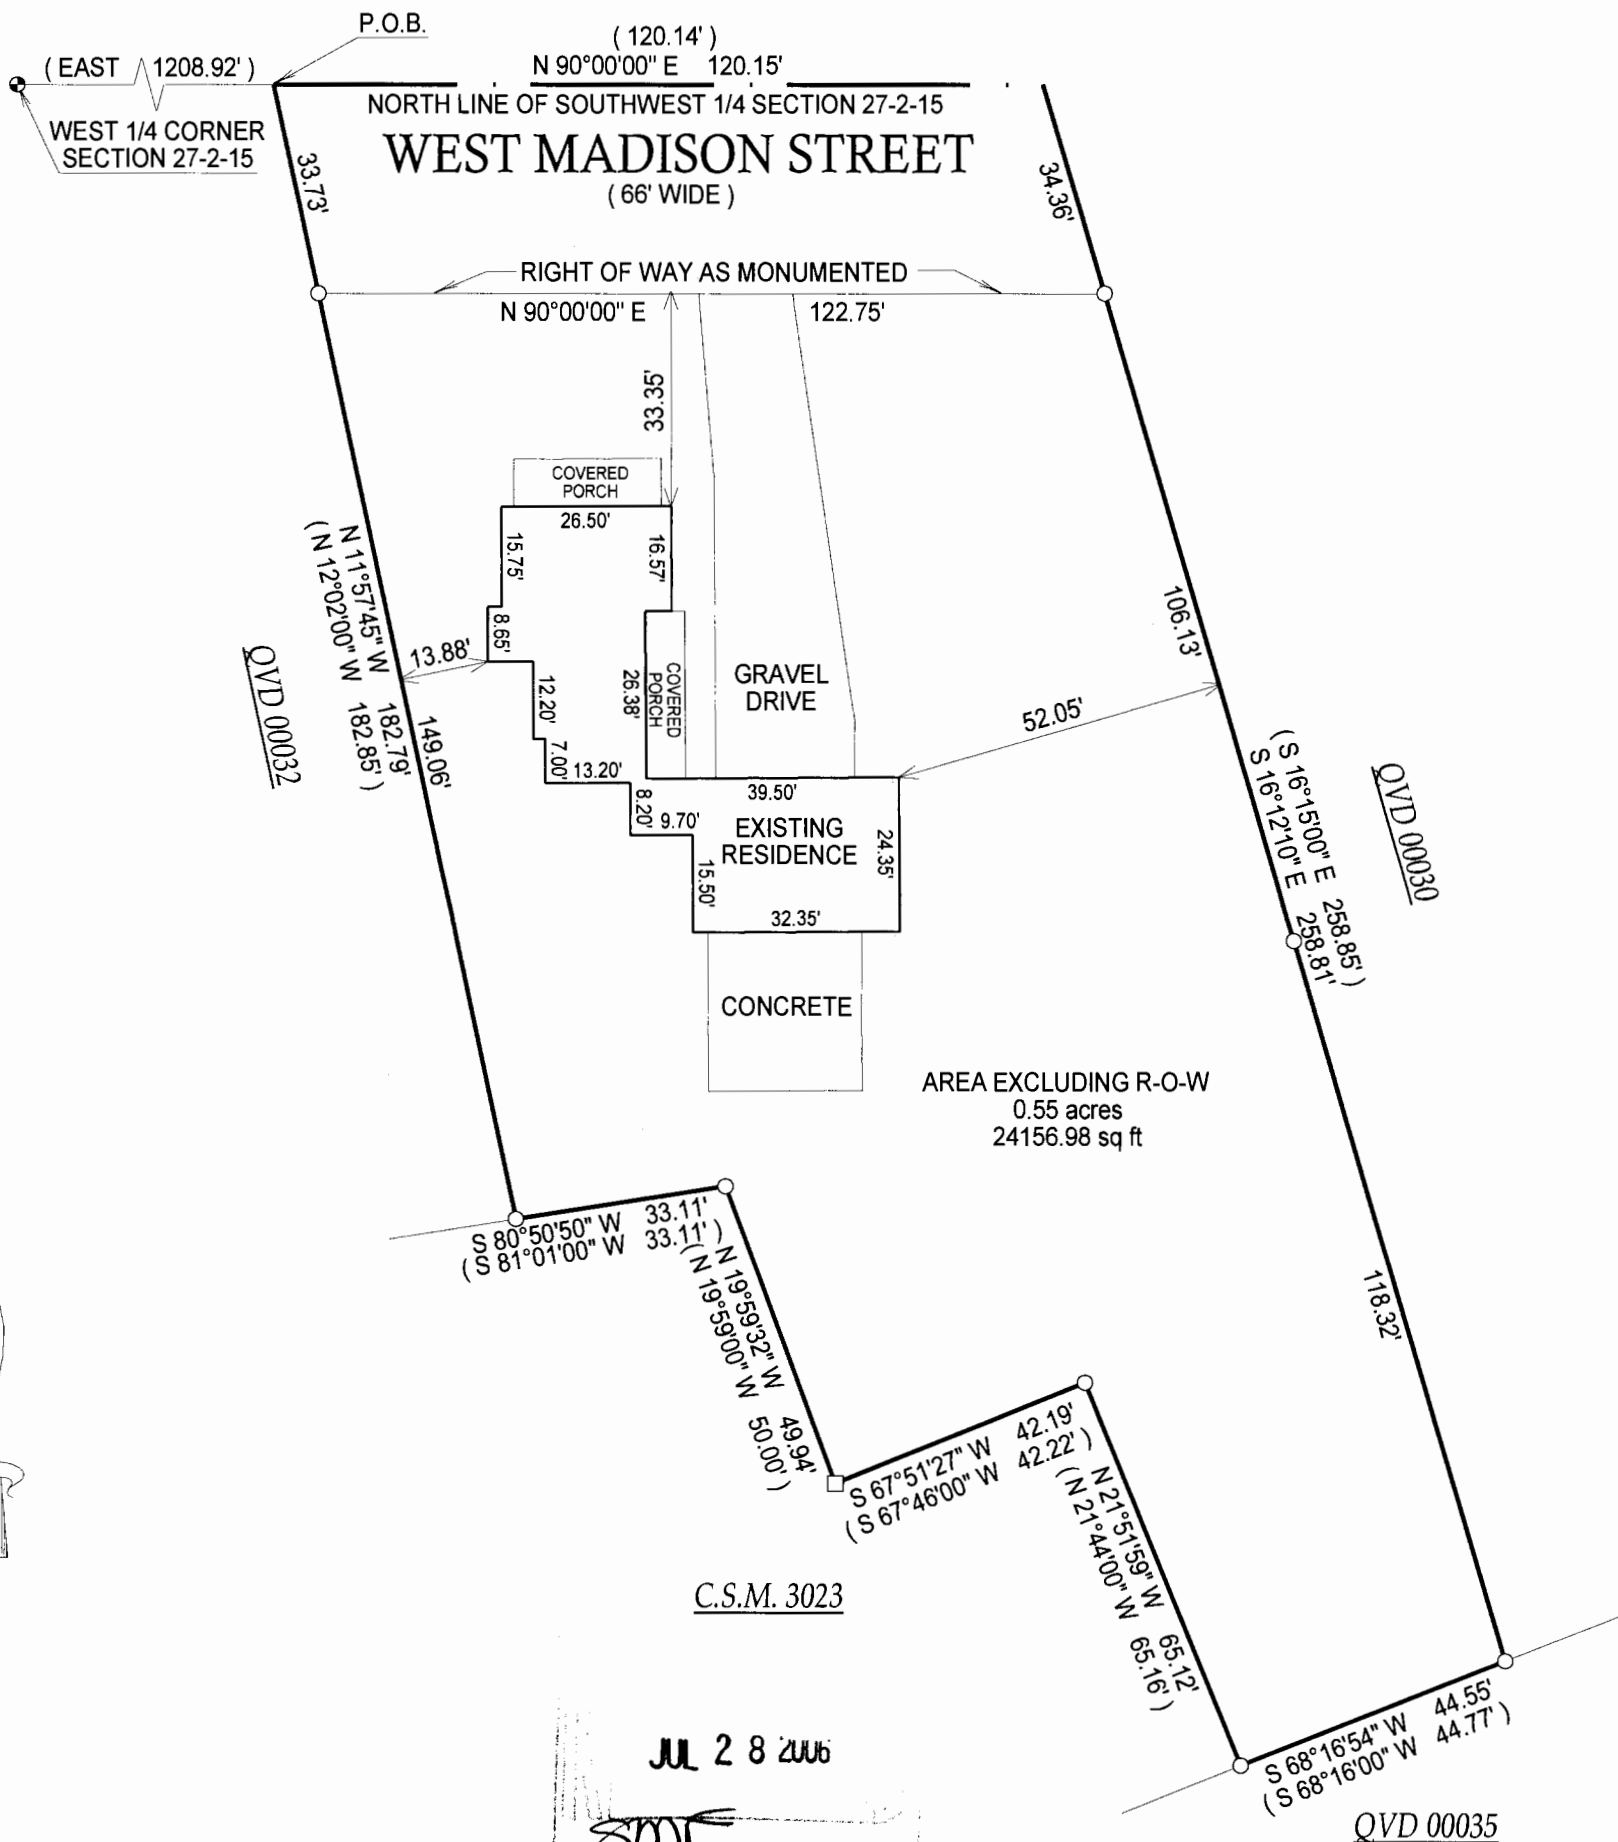 P.O.B.
( EAST 1208.92' )
( 120.14' )
N 90°00'00" E 120.15'
NORTH LINE OF SOUTHWEST 1/4 SECTION 27-2-15
WEST 1/4 CORNER
SECTION 27-2-15
WEST MADISON STREET
( 66' WIDE )
33.73'
34.36'
RIGHT OF WAY AS MONUMENTED
N 90°00'00" E 122.75'
33.35'
COVERED
PORCH
26.50'
15.75'
16.57'
8.65'
13.88'
12.20'
26.38'
COVERED
PORCH
7.00'
13.20'
8.20'
9.70'
39.50'
EXISTING
RESIDENCE
24.35'
15.50'
32.35'
GRAVEL
DRIVE
52.05'
106.13'
N 11°57'45" W 182.79'
( N 12°02'00" W 182.85' )
149.06'
QVD 00032
( S 16°15'00" E 258.85' )
S 16°12'10" E 258.81'
QVD 00030
CONCRETE
AREA EXCLUDING R-O-W
0.55 acres
24156.98 sq ft
S 80°50'50" W 33.11'
( S 81°01'00" W 33.11' )
N 19°59'32" W 49.94'
( N 19°59'00" W 50.00' )
118.32'
S 67°51'27" W 42.19'
( S 67°46'00" W 42.22' )
N 21°51'59" W 65.12'
( N 21°44'00" W 65.16' )
C.S.M. 3023
S 68°16'54" W 44.55'
( S 68°16'00" W 44.77' )
JUL 28 2006
QVD 00035